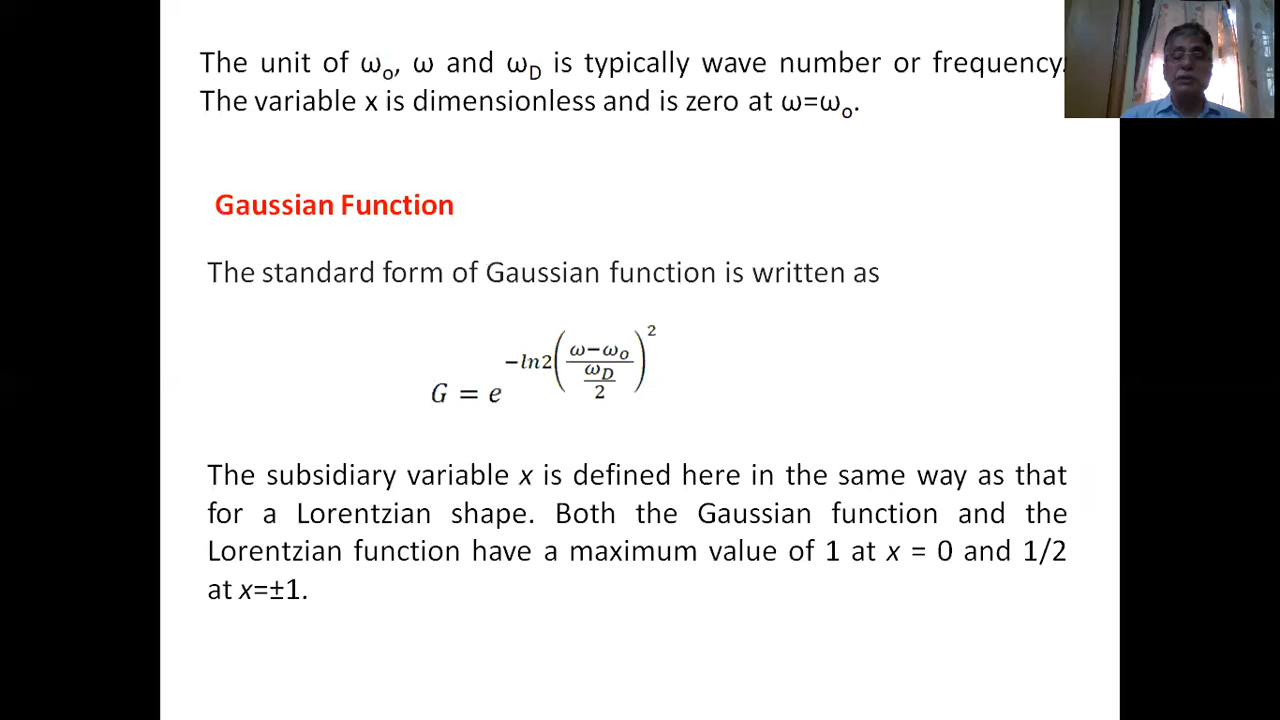 The unit of ωo, ω and ωD is typically wave number or frequency.
The variable x is dimensionless and is zero at ω=ωo.
Gaussian Function
The standard form of Gaussian function is written as
G = e^{-ln2((ω-ωo)/(ωD/2))^2}
The subsidiary variable x is defined here in the same way as that
for a Lorentzian shape. Both the Gaussian function and the
Lorentzian function have a maximum value of 1 at x = 0 and 1/2
at x=±1.